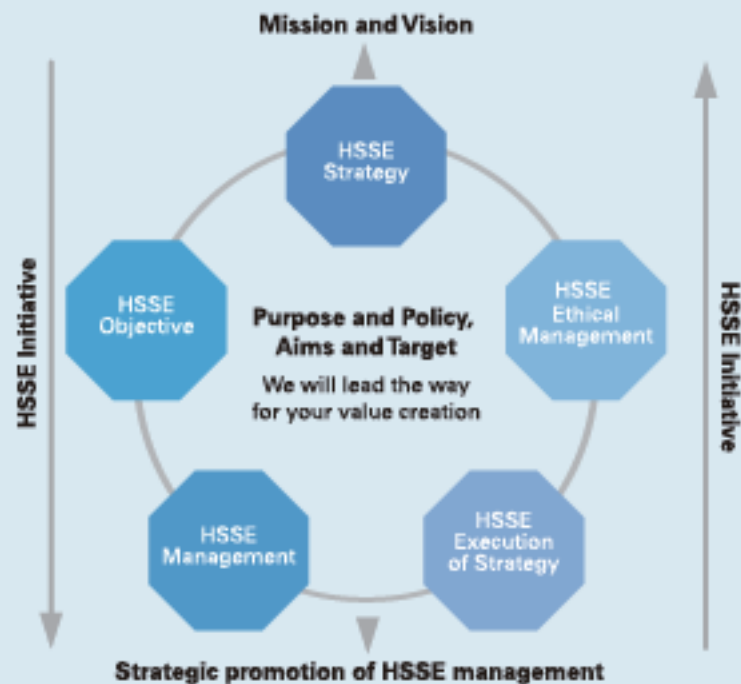 Mission and Vision
HSSE
Strategy
HSSE
Objective
HSSE
Ethical
Management
Purpose and Policy,
Aims and Target
We will lead the way
for your value creation
HSSE Initiative
HSSE Initiative
HSSE
Management
HSSE
Execution
of Strategy
Strategic promotion of HSSE management